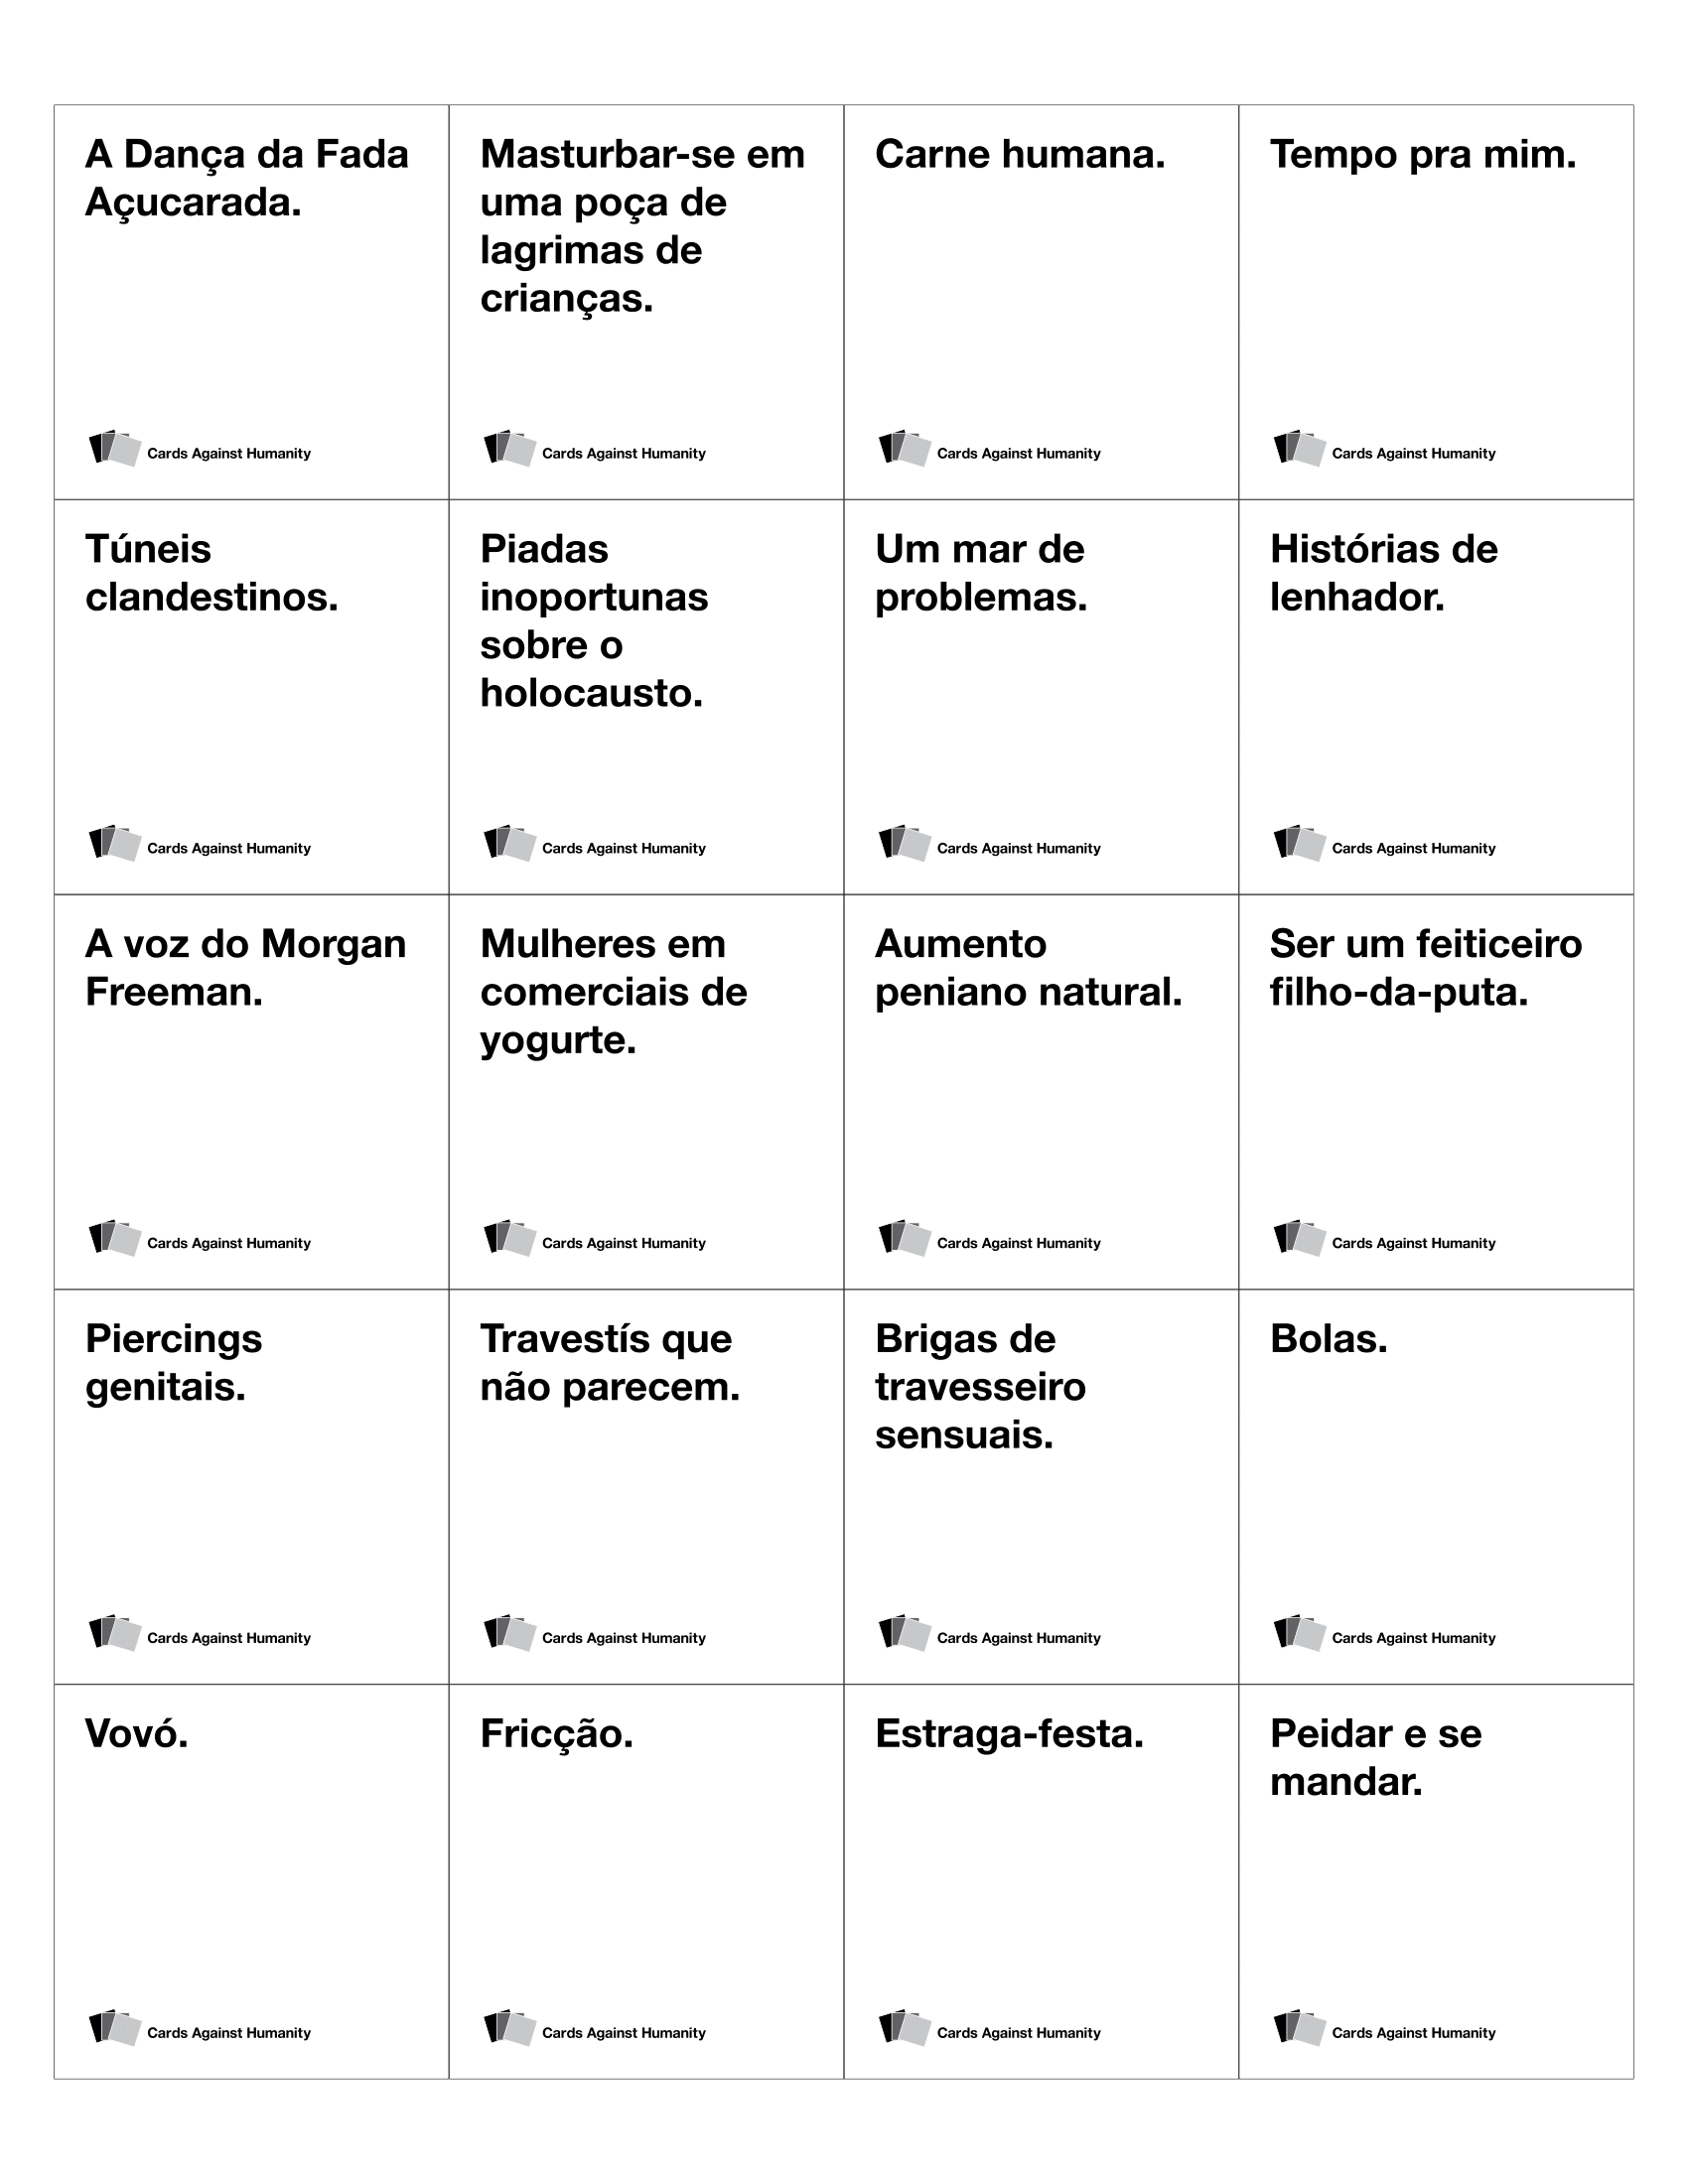 A Dança da Fada
Açucarada.
Cards Against Humanity
Masturbar-se em
uma poça de
lagrimas de
crianças.
Cards Against Humanity
Carne humana.
Cards Against Humanity
Tempo pra mim.
Cards Against Humanity
Túneis
clandestinos.
Cards Against Humanity
Piadas
inoportunas
sobre o
holocausto.
Cards Against Humanity
Um mar de
problemas.
Cards Against Humanity
Histórias de
lenhador.
Cards Against Humanity
A voz do Morgan
Freeman.
Cards Against Humanity
Mulheres em
comerciais de
yogurte.
Cards Against Humanity
Aumento
peniano natural.
Cards Against Humanity
Ser um feiticeiro
filho-da-puta.
Cards Against Humanity
Piercings
genitais.
Cards Against Humanity
Travestís que
não parecem.
Cards Against Humanity
Brigas de
travesseiro
sensuais.
Cards Against Humanity
Bolas.
Cards Against Humanity
Vovó.
Cards Against Humanity
Fricção.
Cards Against Humanity
Estraga-festa.
Cards Against Humanity
Peidar e se
mandar.
Cards Against Humanity